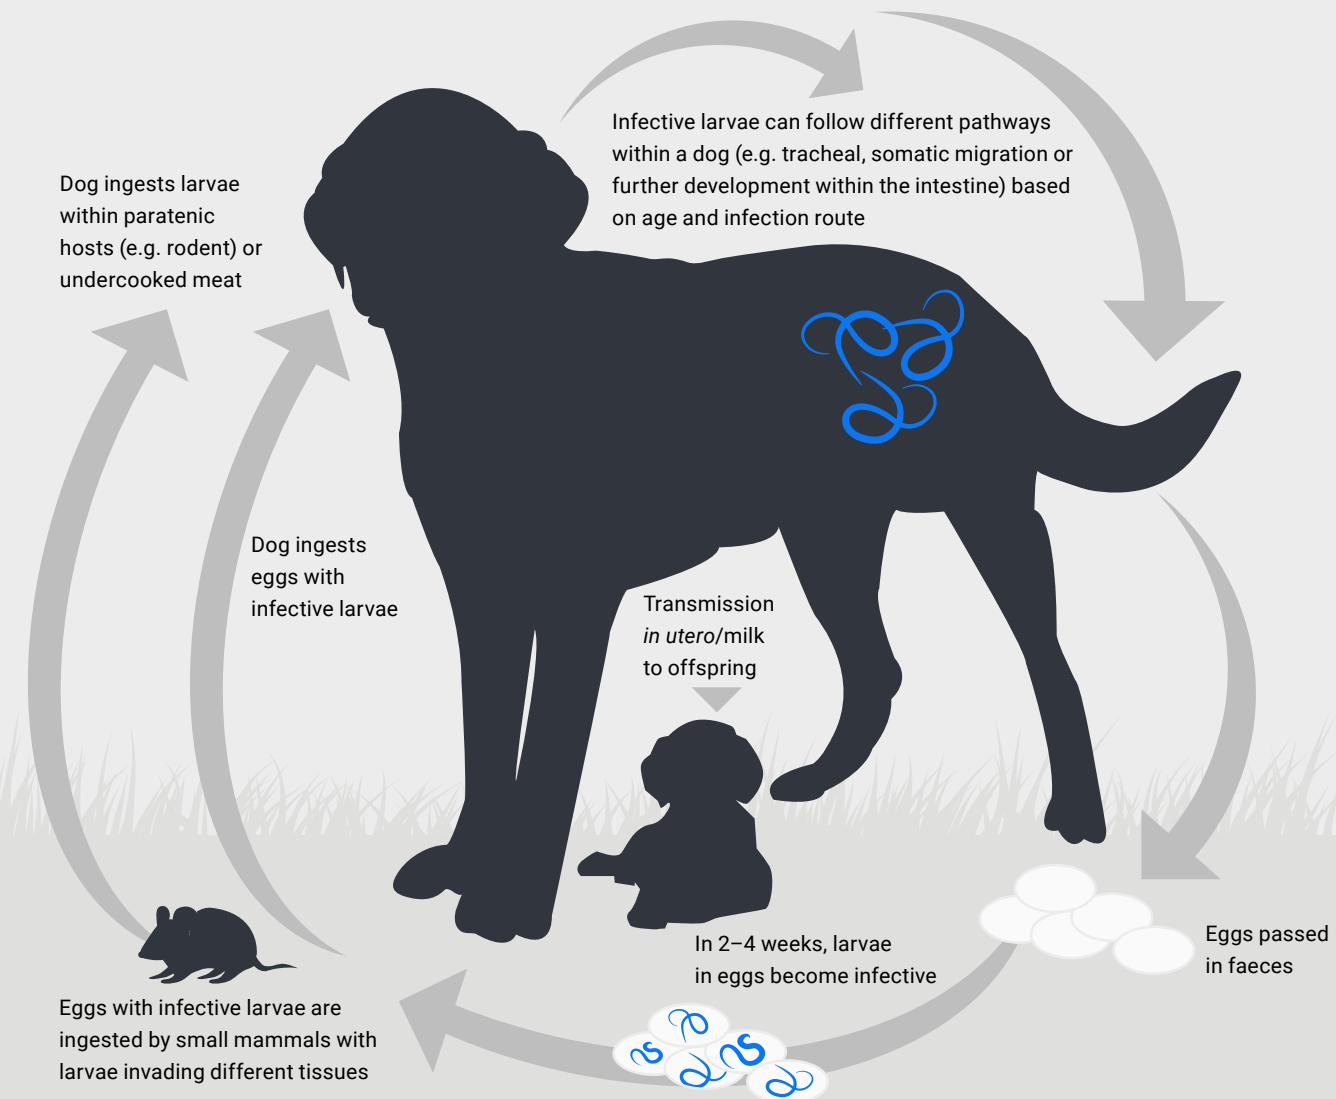 Infective larvae can follow different pathways
within a dog (e.g. tracheal, somatic migration or
further development within the intestine) based
on age and infection route
Dog ingests larvae
within paratenic
hosts (e.g. rodent) or
undercooked meat
Dog ingests
eggs with
infective larvae
Transmission
in utero/milk
to offspring
Eggs passed
in faeces
In 2–4 weeks, larvae
in eggs become infective
Eggs with infective larvae are
ingested by small mammals with
larvae invading different tissues